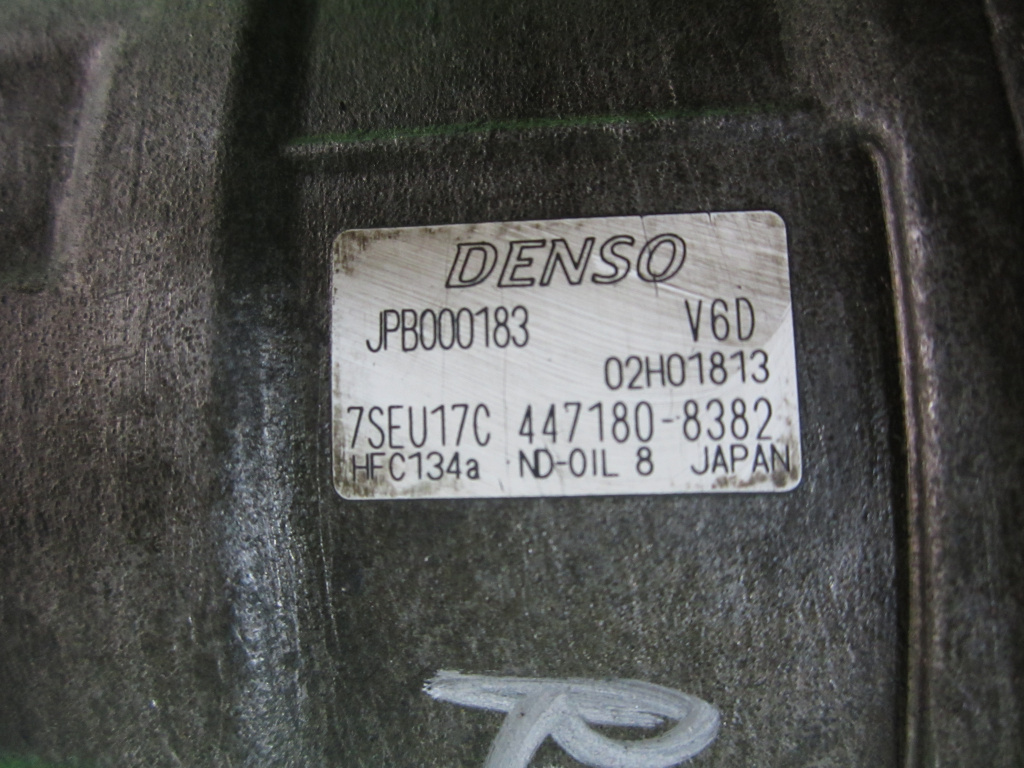 DENSO
JPB000183 V6D
02H01813
7SEU17C 447180-8382
HFC134a ND-OIL 8 JAPAN